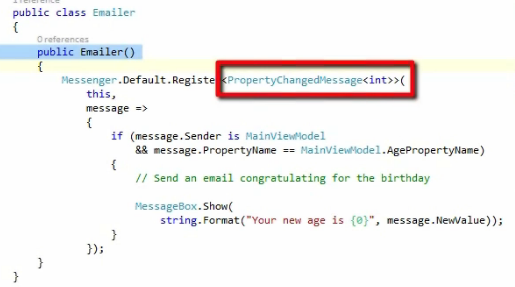 1 reference
public class Emailer
{
0 references
public Emailer()
{
Messenger.Default.Registe<PropertyChangedMessage<int>>(
this,
message =>
{
if (message.Sender is MainViewModel
&& message.PropertyName == MainViewModel.AgePropertyName)
{
// Send an email congratulating for the birthday
MessageBox.Show(
string.Format("Your new age is {0}", message.NewValue));
}
});
}
}